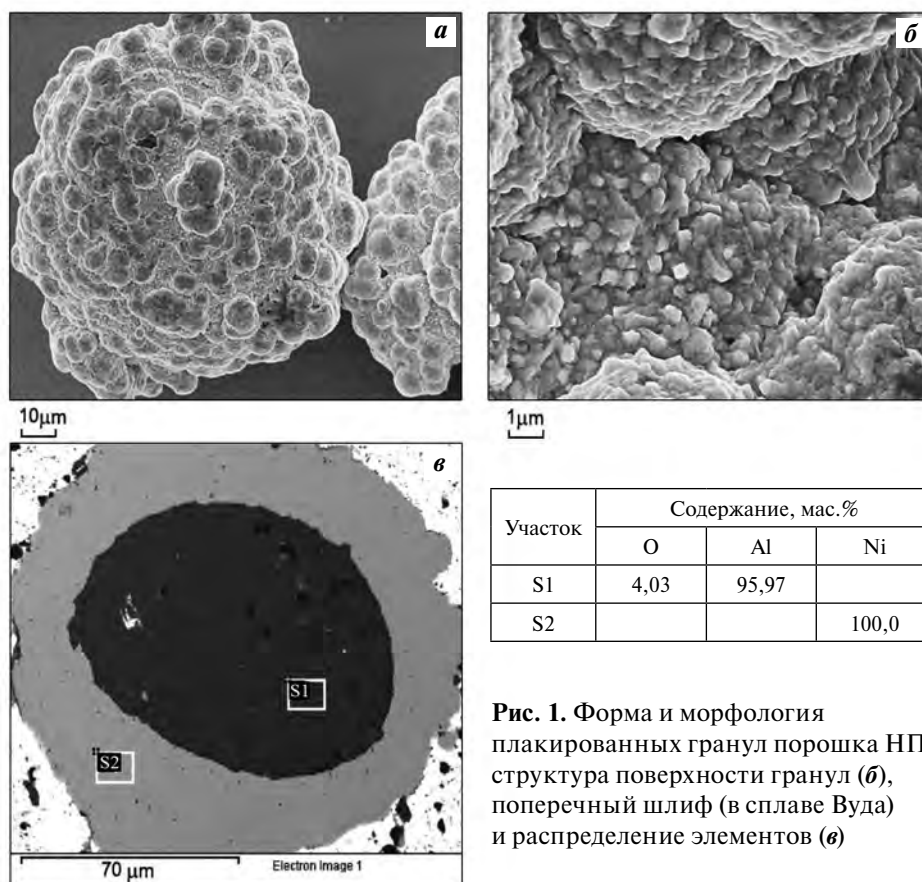 а
б
10μm
1μm
в
S1
S2
70 μm
Electron Image 1
Участок
Содержание, мас.%
O Al Ni
S1 4,03 95,97
S2 100,0
Рис. 1. Форма и морфология
плакированных гранул порошка НП
структура поверхности гранул (б),
поперечный шлиф (в сплаве Вуда)
и распределение элементов (в)